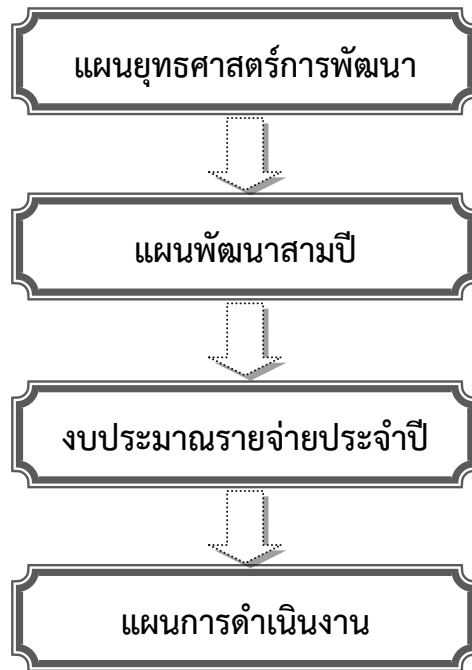 แผนยุทธศาสตร์การพัฒนา
แผนพัฒนาสามปี
งบประมาณรายจ่ายประจำปี
แผนการดำเนินงาน